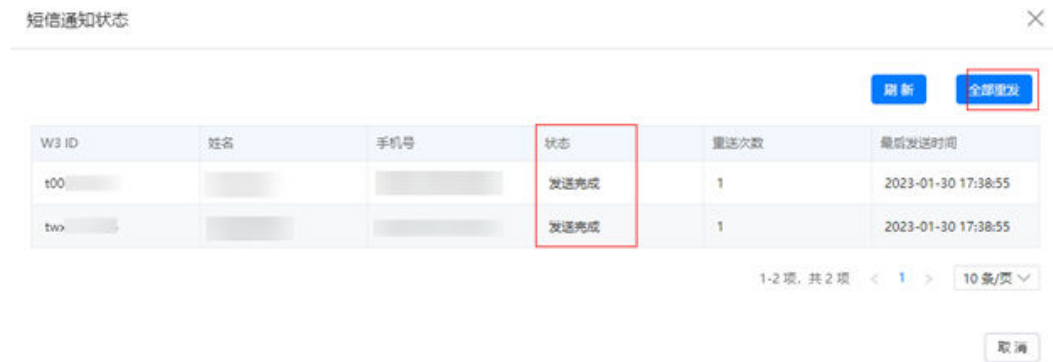 短信通知状态
刷新 全部重发
W3 ID 姓名 手机号 状态 重送次数 最后发送时间
t00 发送完成 1 2023-01-30 17:38:55
tw 发送完成 1 2023-01-30 17:38:55
1-2 项, 共 2 项 < 1 > 10 条/页
取消